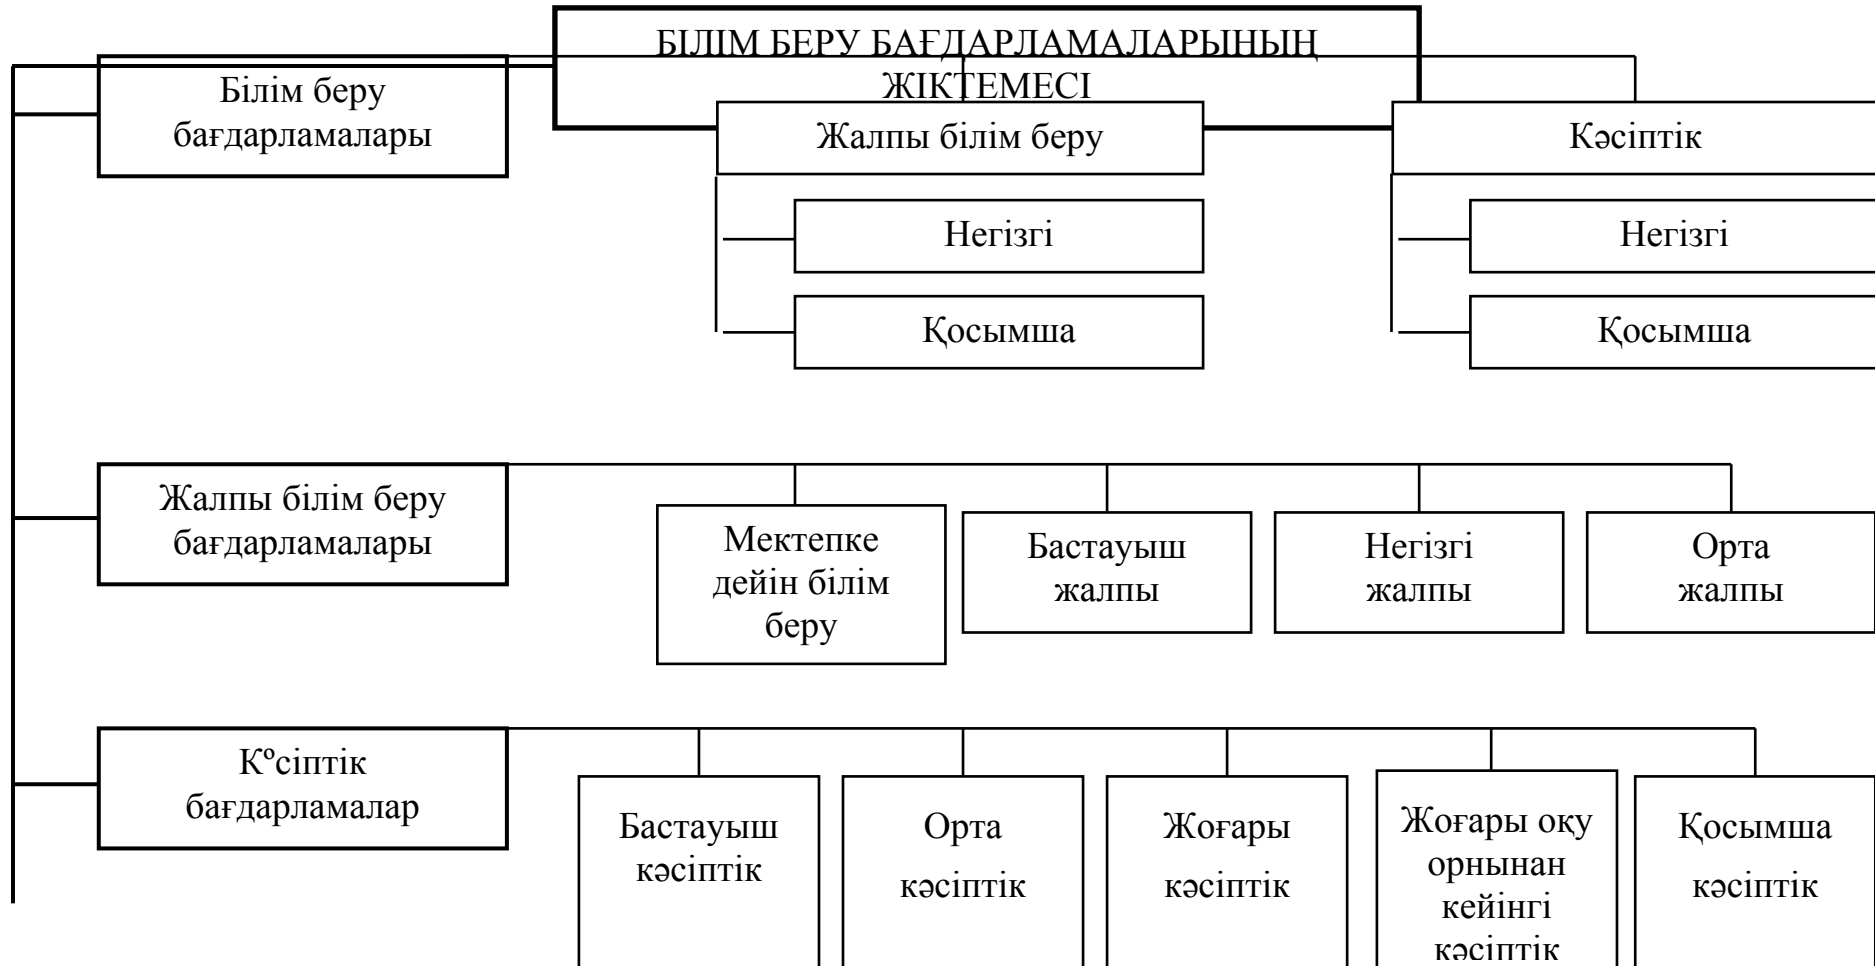 БІЛІМ БЕРУ БАҒДАРЛАМАЛАРЫНЫҢ
ЖІКТЕМЕСІ
Білім беру
бағдарламалары
Жалпы білім беру
Кәсіптік
Негізгі
Негізгі
Қосымша
Қосымша
Жалпы білім беру
бағдарламалары
Мектепке
дейін білім
беру
Бастауыш
жалпы
Негізгі
жалпы
Орта
жалпы
Кºсіптік
бағдарламалар
Бастауыш
кәсіптік
Орта
кәсіптік
Жоғары
кәсіптік
Жоғары оқу
орнынан
кейінгі
кәсіптік
Қосымша
кәсіптік